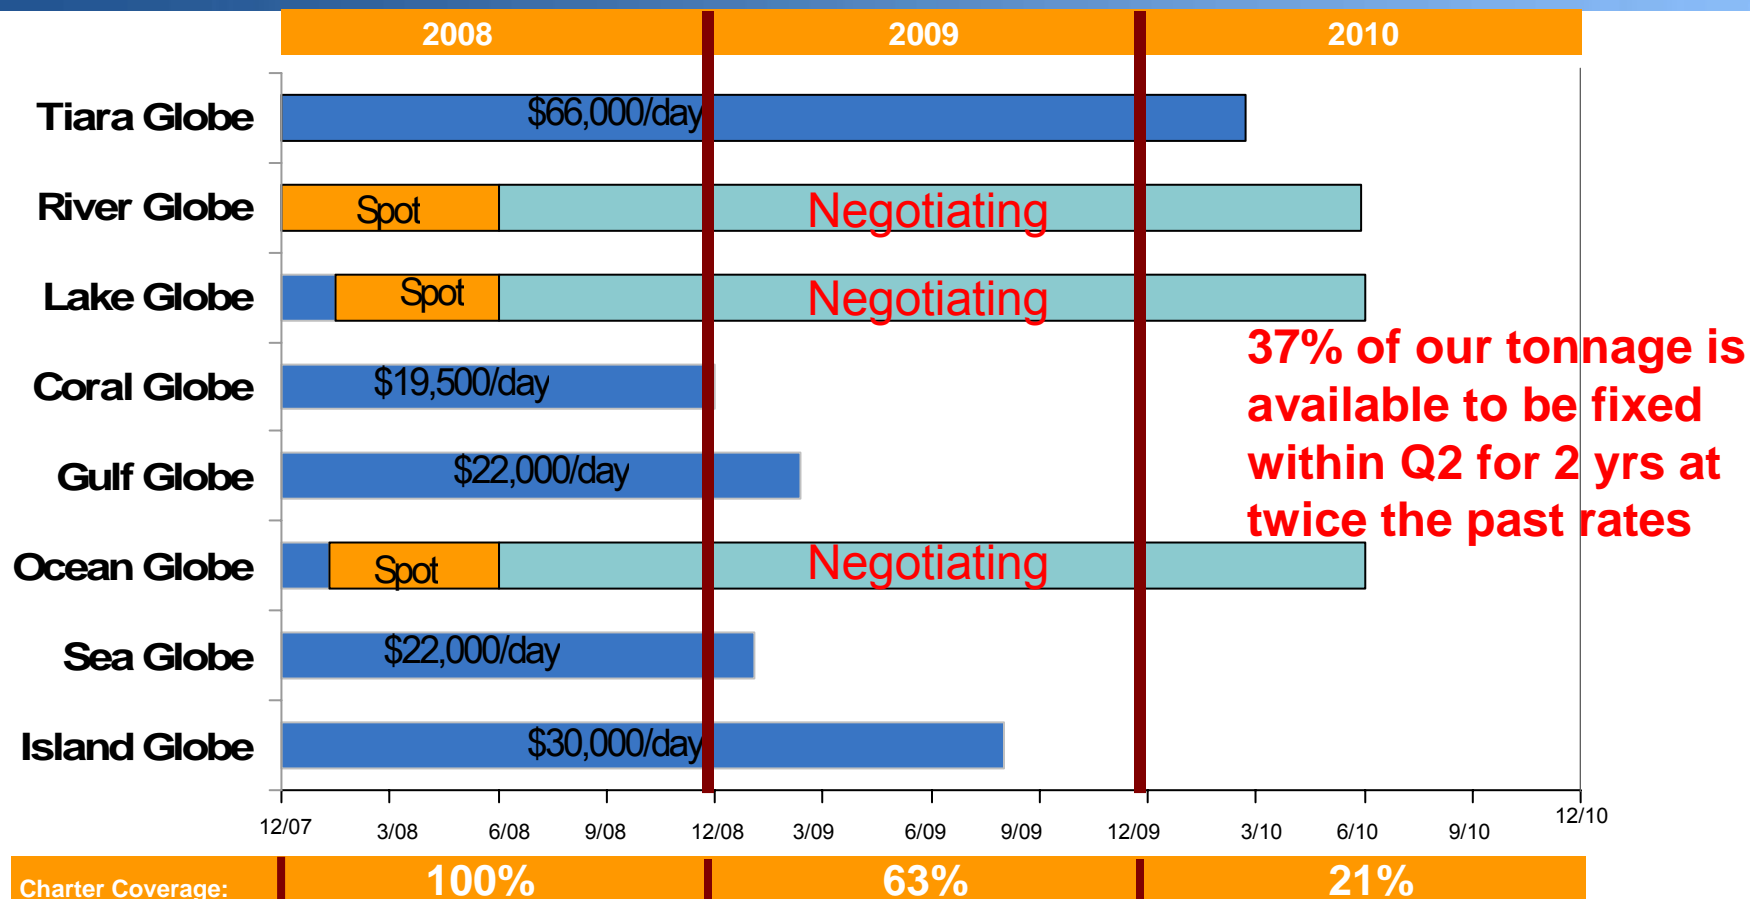 2008 2009 2010
Tiara Globe $66,000/day
River Globe Spot Negotiating
Lake Globe Spot Negotiating
Coral Globe $19,500/day
Gulf Globe $22,000/day
Ocean Globe Spot Negotiating
Sea Globe $22,000/day
Island Globe $30,000/day
37% of our tonnage is
available to be fixed
within Q2 for 2 yrs at
twice the past rates
12/07 3/08 6/08 9/08 12/08 3/09 6/09 9/09 12/09 3/10 6/10 9/10 12/10
Charter Coverage: 100% 63% 21%